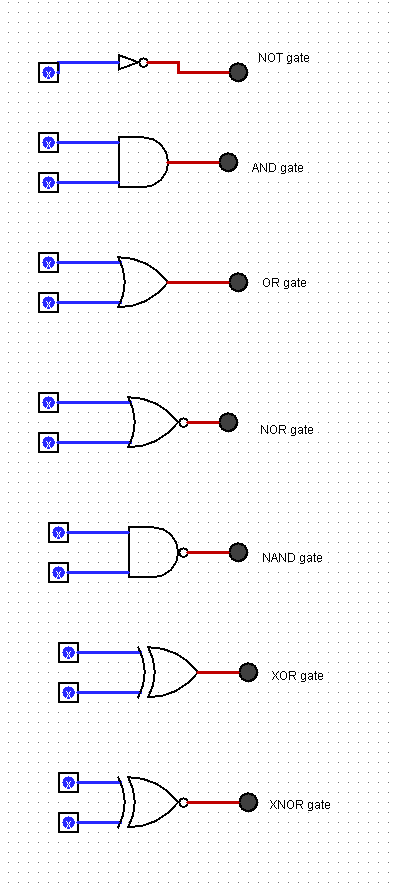 x
NOT gate
x
x
AND gate
x
x
OR gate
x
x
NOR gate
x
x
NAND gate
x
x
XOR gate
x
x
XNOR gate